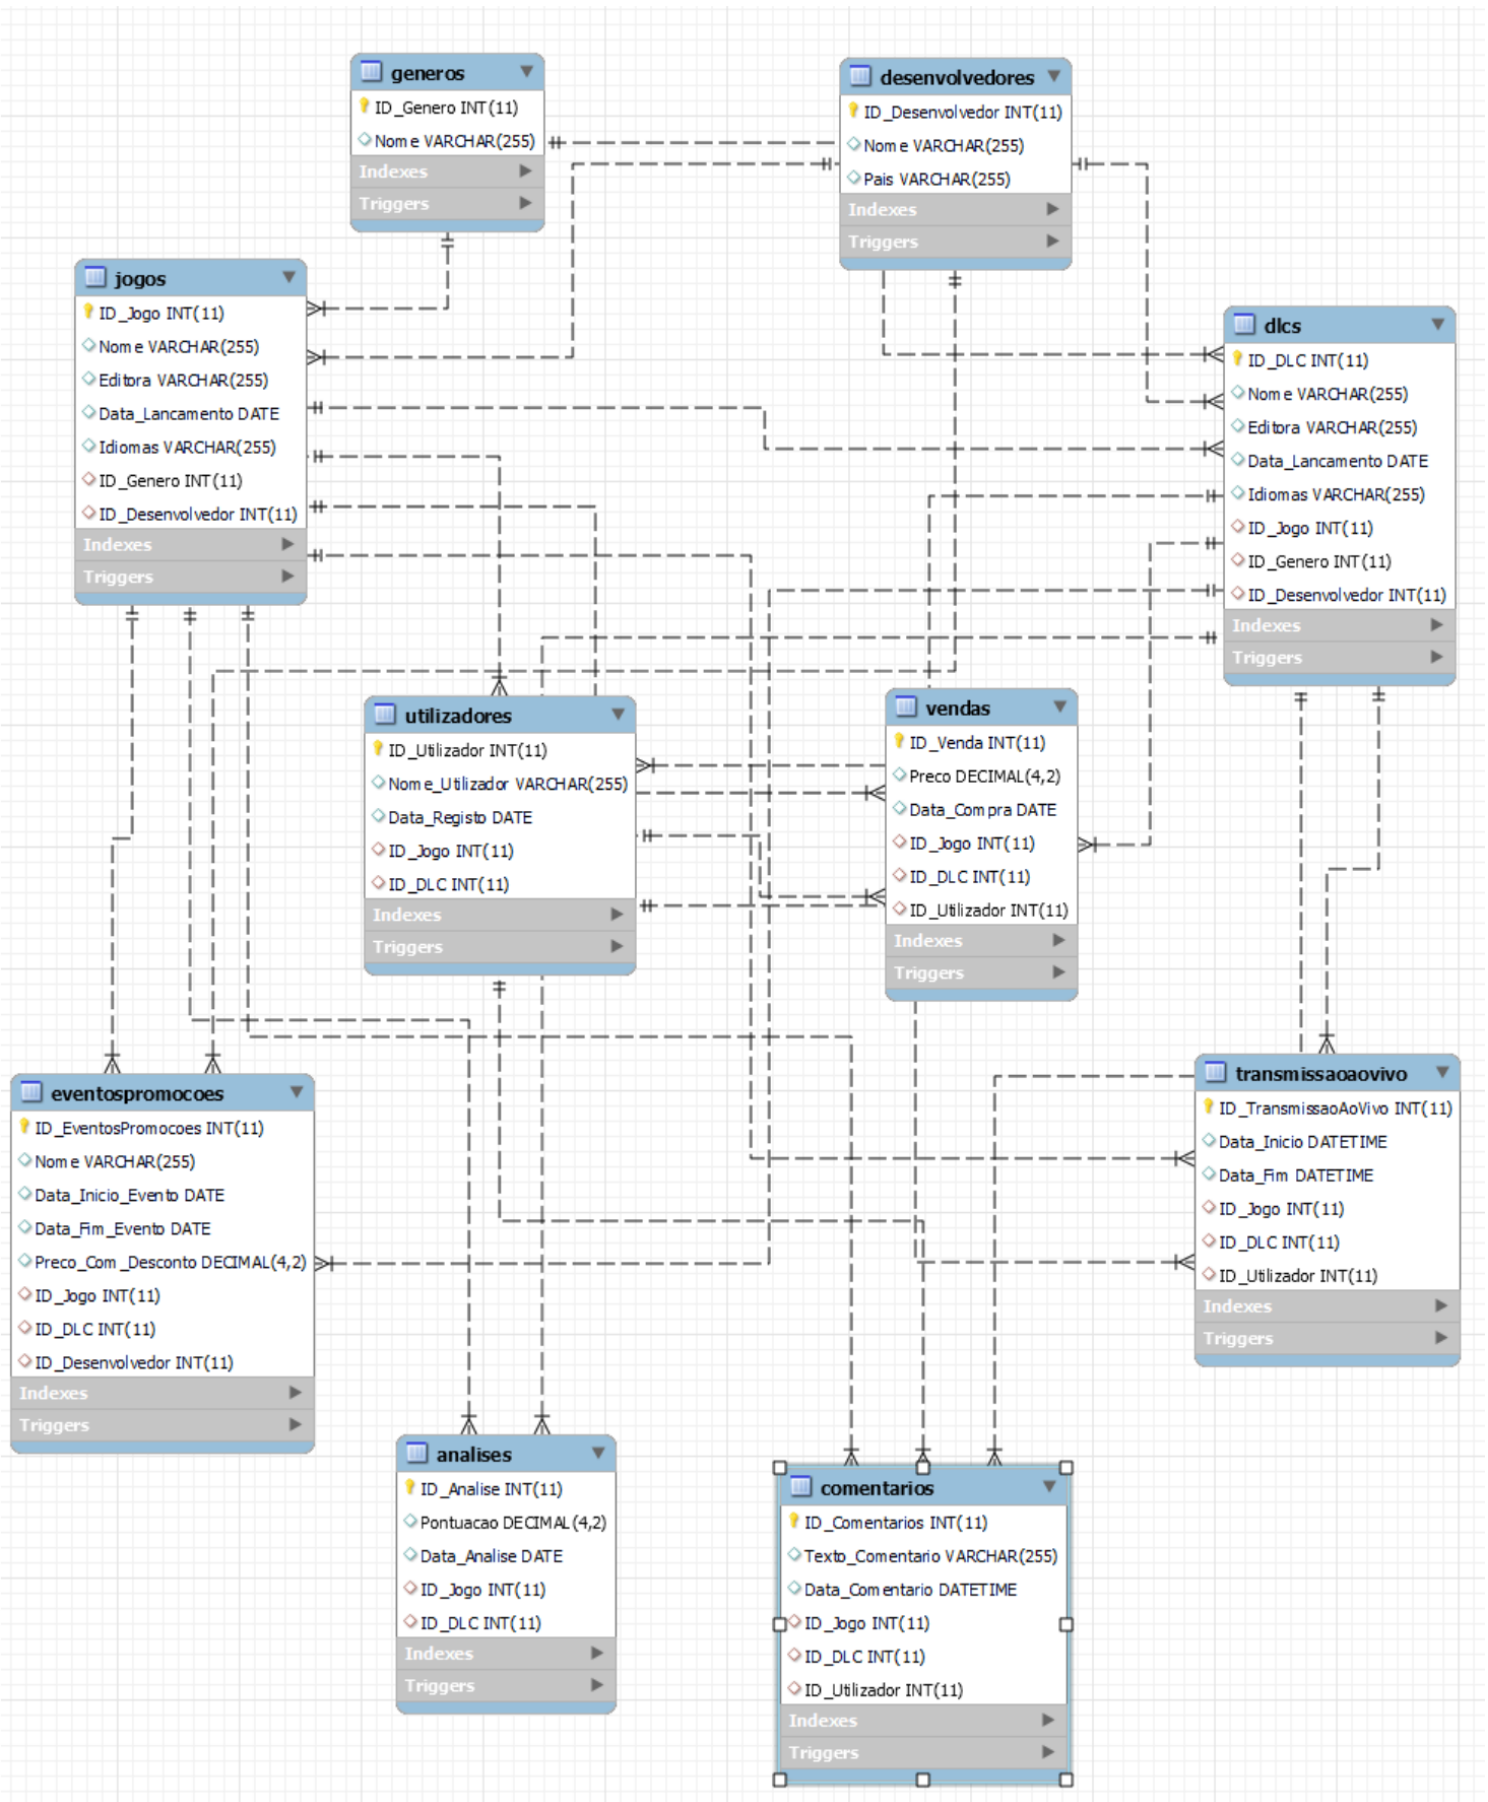 generos
ID_Genero INT(11)
Nome VARCHAR(255)
Indexes
Triggers
desenvolvedores
ID_Desenvolvedor INT(11)
Nome VARCHAR(255)
Pais VARCHAR(255)
Indexes
Triggers
jogos
ID_Jogo INT(11)
Nome VARCHAR(255)
Editora VARCHAR(255)
Data_Lancamento DATE
Idiomas VARCHAR(255)
ID_Genero INT(11)
ID_Desenvolvedor INT(11)
Indexes
Triggers
dlcs
ID_DLC INT(11)
Nome VARCHAR(255)
Editora VARCHAR(255)
Data_Lancamento DATE
Idiomas VARCHAR(255)
ID_Jogo INT(11)
ID_Genero INT(11)
ID_Desenvolvedor INT(11)
Indexes
Triggers
utilizadores
ID_Utilizador INT(11)
Nome_Utilizador VARCHAR(255)
Data_Registo DATE
ID_Jogo INT(11)
ID_DLC INT(11)
Indexes
Triggers
vendas
ID_Venda INT(11)
Preco DECIMAL(4,2)
Data_Compra DATE
ID_Jogo INT(11)
ID_DLC INT(11)
ID_Utilizador INT(11)
Indexes
Triggers
eventospromocoes
ID_EventosPromocoes INT(11)
Nome VARCHAR(255)
Data_Inicio_Evento DATE
Data_Fim_Evento DATE
Preco_Com_Desconto DECIMAL(4,2)
ID_Jogo INT(11)
ID_DLC INT(11)
ID_Desenvolvedor INT(11)
Indexes
Triggers
transmissaoaovivo
ID_TransmissaoAoVivo INT(11)
Data_Inicio DATETIME
Data_Fim DATETIME
ID_Jogo INT(11)
ID_DLC INT(11)
ID_Utilizador INT(11)
Indexes
Triggers
analises
ID_Analise INT(11)
Pontuacao DECIMAL(4,2)
Data_Analise DATE
ID_Jogo INT(11)
ID_DLC INT(11)
Indexes
Triggers
comentarios
ID_Comentarios INT(11)
Texto_Comentario VARCHAR(255)
Data_Comentario DATETIME
ID_Jogo INT(11)
ID_DLC INT(11)
ID_Utilizador INT(11)
Indexes
Triggers